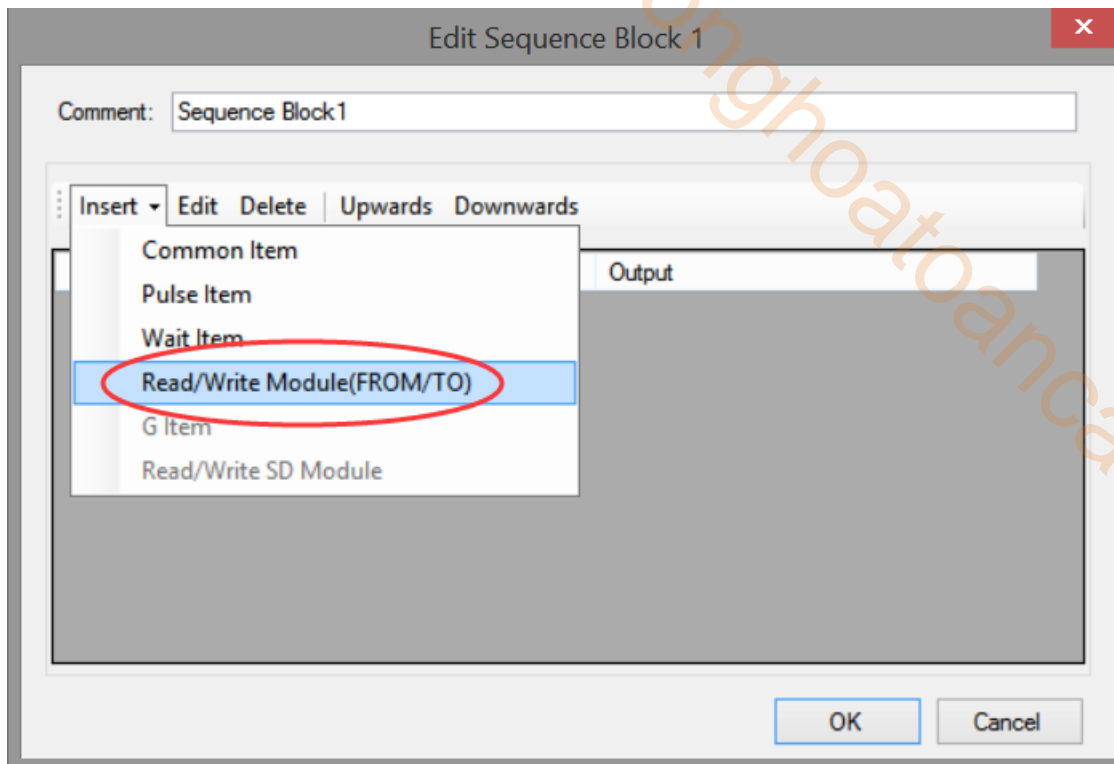 Edit Sequence Block 1
Comment: Sequence Block1
Insert Edit Delete Upwards Downwards
Common Item
Output
Pulse Item
Wait Item
Read/Write Module(FROM/TO)
G Item
Read/Write SD Module
OK Cancel